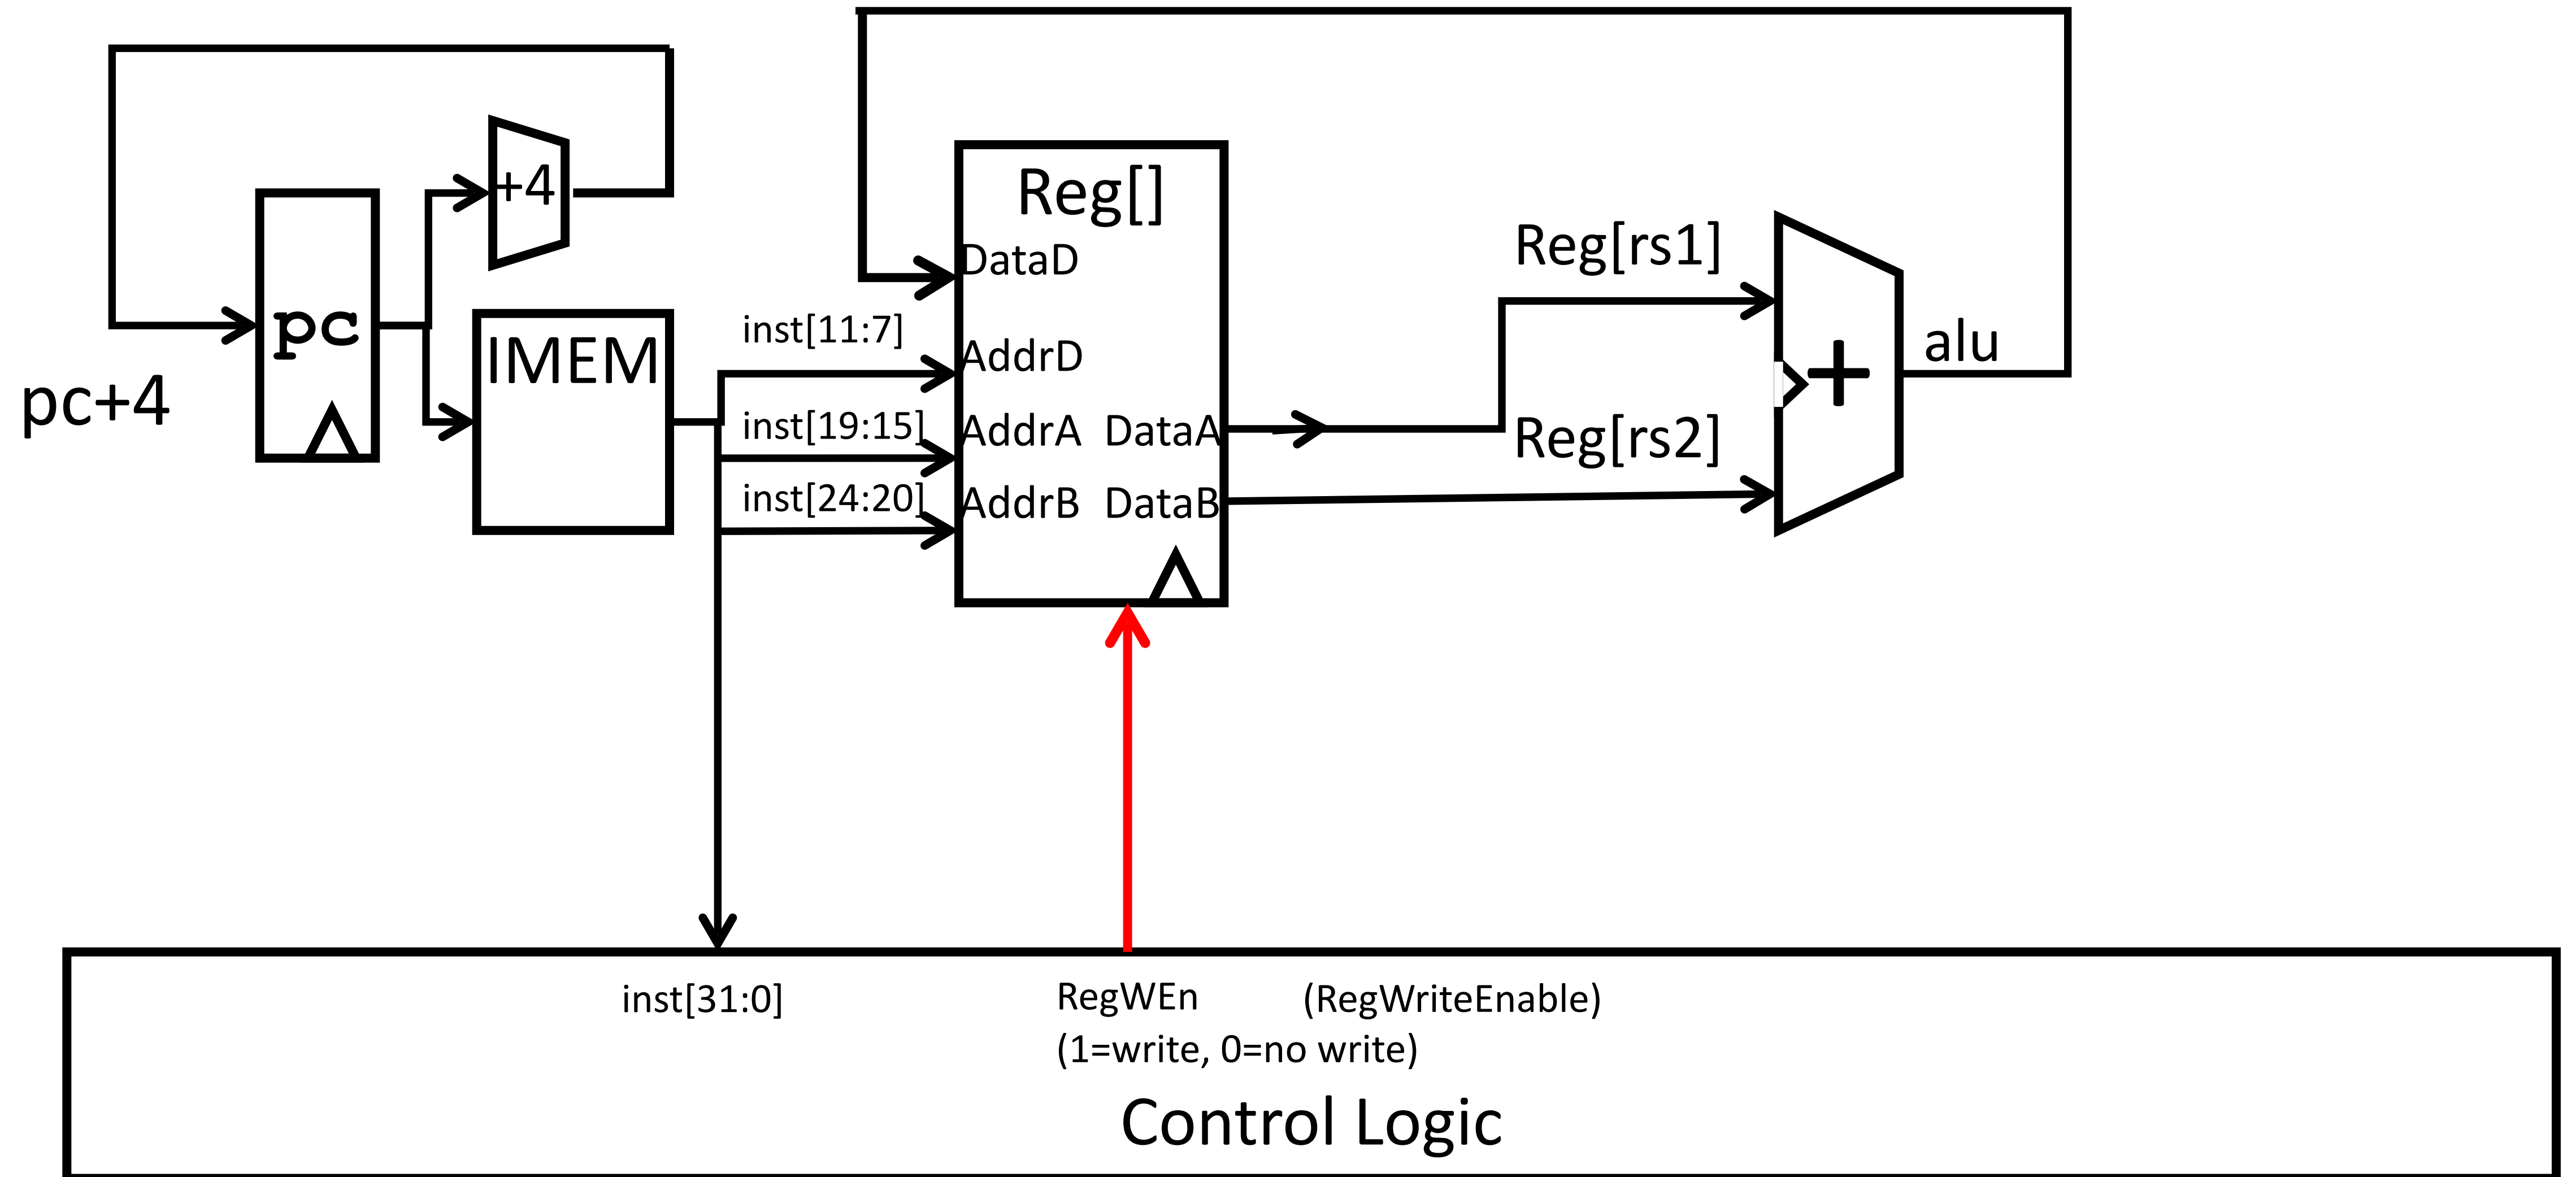 pc+4
pc
+4
IMEM
inst[11:7]
inst[19:15]
inst[24:20]
Reg[]
DataD
AddrD
AddrA DataA
AddrB DataB
Reg[rs1]
Reg[rs2]
+
alu
inst[31:0]
RegWEn (RegWriteEnable)
(1=write, 0=no write)
Control Logic